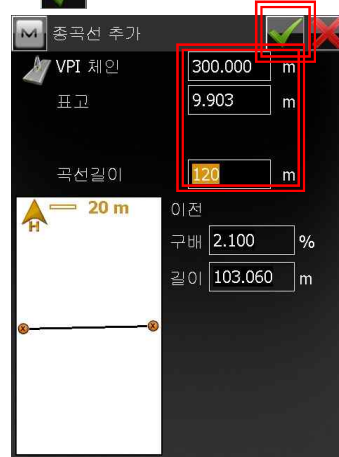 M 종곡선 추가
VPI 체인 300.000 m
표고 9.903 m
곡선길이 120 m
20 m
H
이전
구배 2.100 %
길이 103.060 m